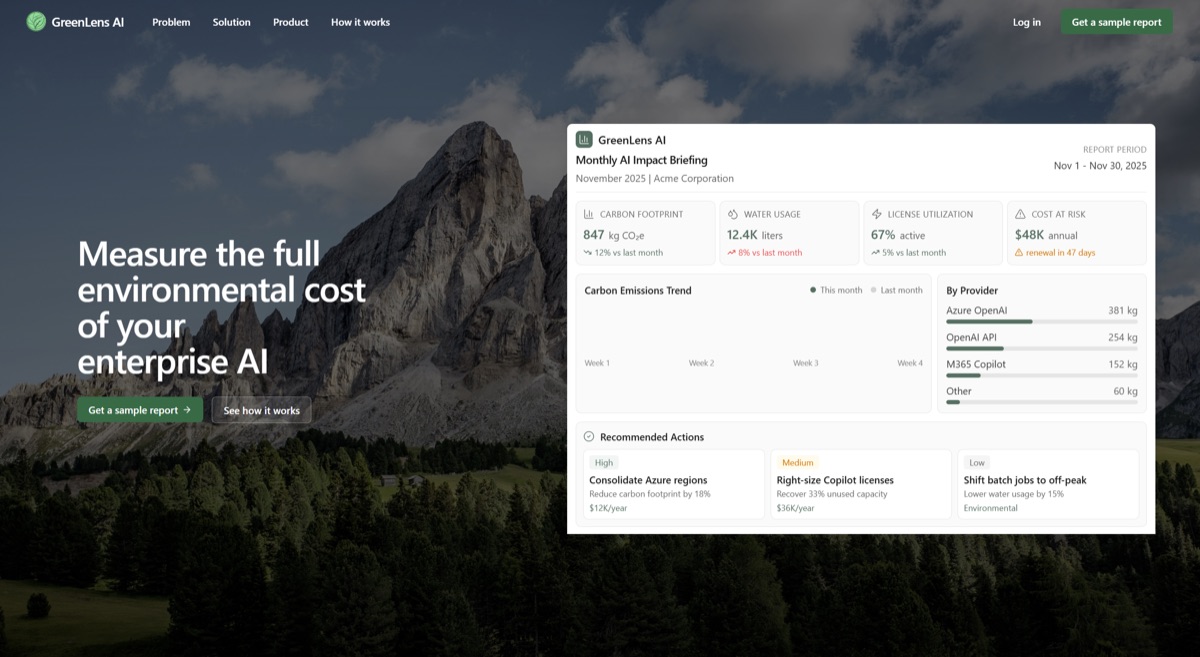 GreenLens AI
Problem
Solution
Product
How it works
Log in
Get a sample report
Measure the full
environmental cost
of your
enterprise AI
Get a sample report →
See how it works
GreenLens AI
Monthly AI Impact Briefing
November 2025 | Acme Corporation
REPORT PERIOD
Nov 1 - Nov 30, 2025
CARBON FOOTPRINT
847 kg CO₂e
12% vs last month
WATER USAGE
12.4K liters
8% vs last month
LICENSE UTILIZATION
67% active
5% vs last month
COST AT RISK
$48K annual
renewal in 47 days
Carbon Emissions Trend
This month
Last month
Week 1
Week 2
Week 3
Week 4
By Provider
Azure OpenAI 381 kg
OpenAI API 254 kg
M365 Copilot 152 kg
Other 60 kg
Recommended Actions
High
Consolidate Azure regions
Reduce carbon footprint by 18%
$12K/year
Medium
Right-size Copilot licenses
Recover 33% unused capacity
$36K/year
Low
Shift batch jobs to off-peak
Lower water usage by 15%
Environmental